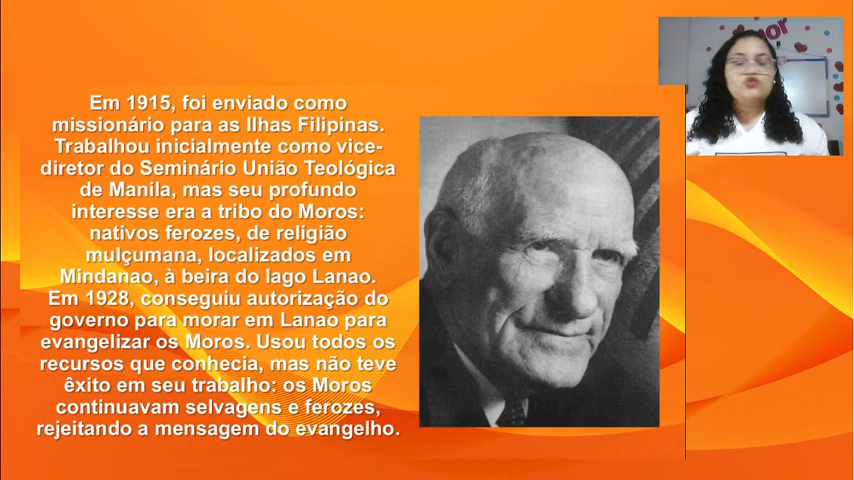 Em 1915, foi enviado como
missionário para as Ilhas Filipinas.
Trabalhou inicialmente como vice-
diretor do Seminário União Teológica
de Manila, mas seu profundo
interesse era a tribo do Moros:
nativos ferozes, de religião
mulçumana, localizados em
Mindanao, à beira do lago Lanao.
Em 1928, conseguiu autorização do
governo para morar em Lanao para
evangelizar os Moros. Usou todos os
recursos que conhecia, mas não teve
êxito em seu trabalho: os Moros
continuavam selvagens e ferozes,
rejeitando a mensagem do evangelho.